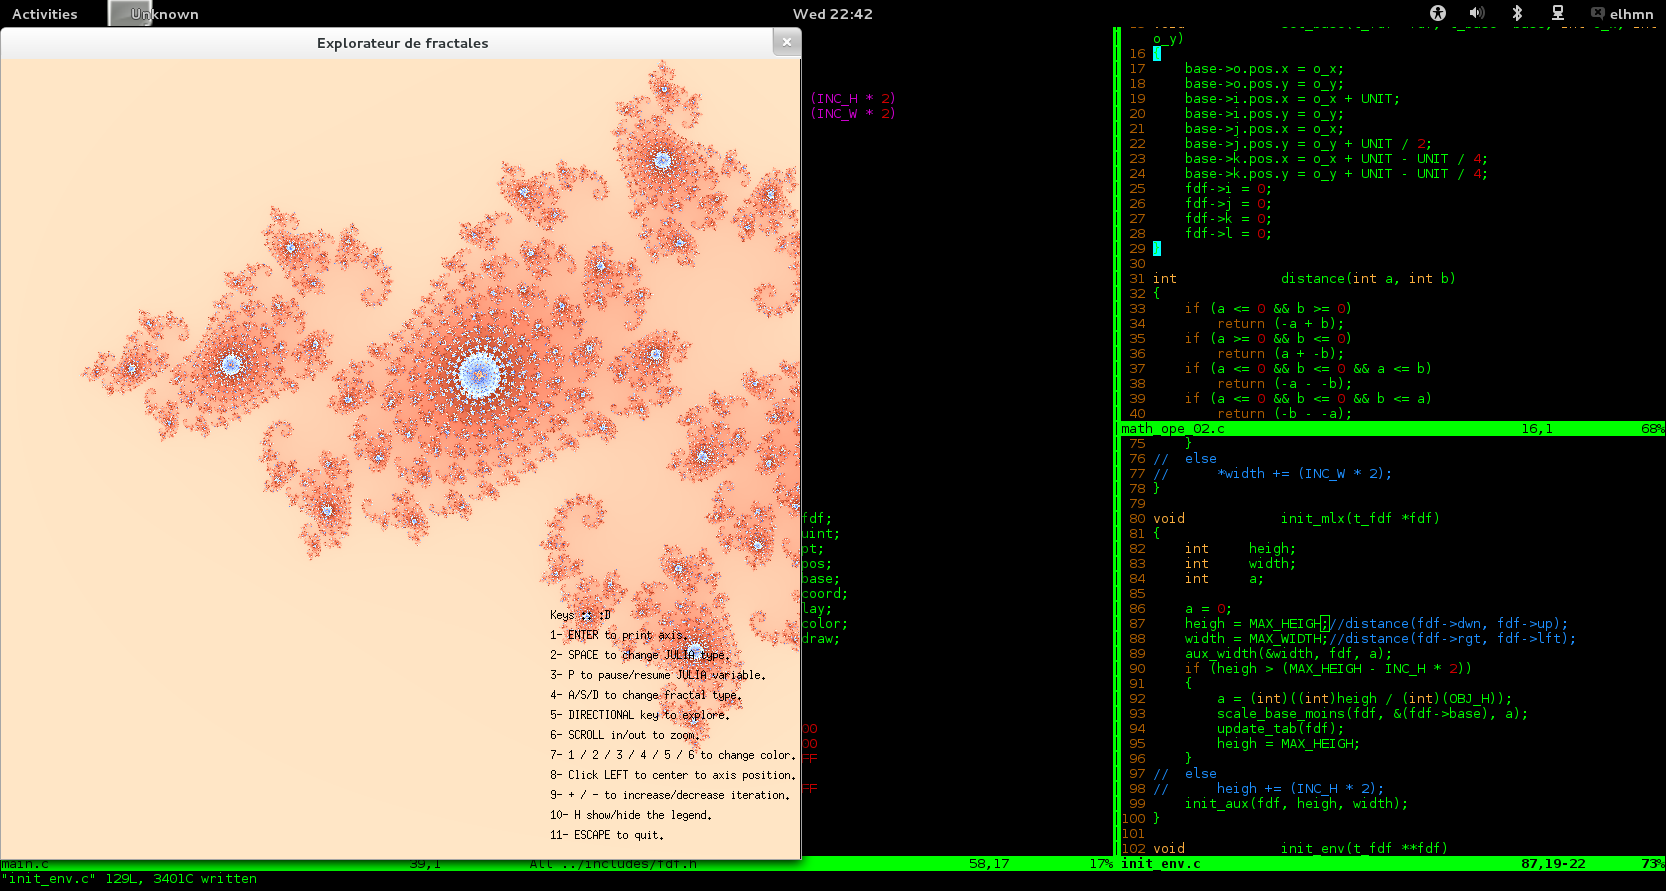 Activities
Unknown
Wed 22:42
elhmn
Explorateur de fractales
Keys :: :D
1- ENTER to print axis.
2- SPACE to change JULIA type.
3- P to pause/resume JULIA variable.
4- A/S/D to change fractal type.
5- DIRECTIONAL key to explore.
6- SCROLL in/out to zoom.
7- 1 / 2 / 3 / 4 / 5 / 6 to change color.
8- Click LEFT to center to axis position.
9- + / - to increase/decrease iteration.
10- H show/hide the legend.
11- ESCAPE to quit.
(INC_H * 2)
(INC_W * 2)
fdf;
uint;
pt;
pos;
base;
coord;
lay;
color;
draw;
00
00
FF
FF
main.c 39,1 All ../includes/fdf.h 58,17 17%
"init_env.c" 129L, 3401C written
o_y)
16 {
17 base->o.pos.x = o_x;
18 base->o.pos.y = o_y;
19 base->i.pos.x = o_x + UNIT;
20 base->i.pos.y = o_y;
21 base->j.pos.x = o_x;
22 base->j.pos.y = o_y + UNIT / 2;
23 base->k.pos.x = o_x + UNIT - UNIT / 4;
24 base->k.pos.y = o_y + UNIT - UNIT / 4;
25 fdf->i = 0;
26 fdf->j = 0;
27 fdf->k = 0;
28 fdf->l = 0;
29 }
30
31 int distance(int a, int b)
32 {
33 if (a <= 0 && b >= 0)
34 return (-a + b);
35 if (a >= 0 && b <= 0)
36 return (a + -b);
37 if (a <= 0 && b <= 0 && a <= b)
38 return (-a - -b);
39 if (a <= 0 && b <= 0 && b <= a)
40 return (-b - -a);
math_ope_02.c 16,1 68%
75 }
76 // else
77 // *width += (INC_W * 2);
78 }
79
80 void init_mlx(t_fdf *fdf)
81 {
82 int heigh;
83 int width;
84 int a;
85
86 a = 0;
87 heigh = MAX_HEIGH;//distance(fdf->dwn, fdf->up);
88 width = MAX_WIDTH;//distance(fdf->rgt, fdf->lft);
89 aux_width(&width, fdf, a);
90 if (heigh > (MAX_HEIGH - INC_H * 2))
91 {
92 a = (int)((int)heigh / (int)(OBJ_H));
93 scale_base_moins(fdf, &(fdf->base), a);
94 update_tab(fdf);
95 heigh = MAX_HEIGH;
96 }
97 // else
98 // heigh += (INC_H * 2);
99 init_aux(fdf, heigh, width);
100 }
101
102 void init_env(t_fdf **fdf)
init_env.c 87,19-22 73%